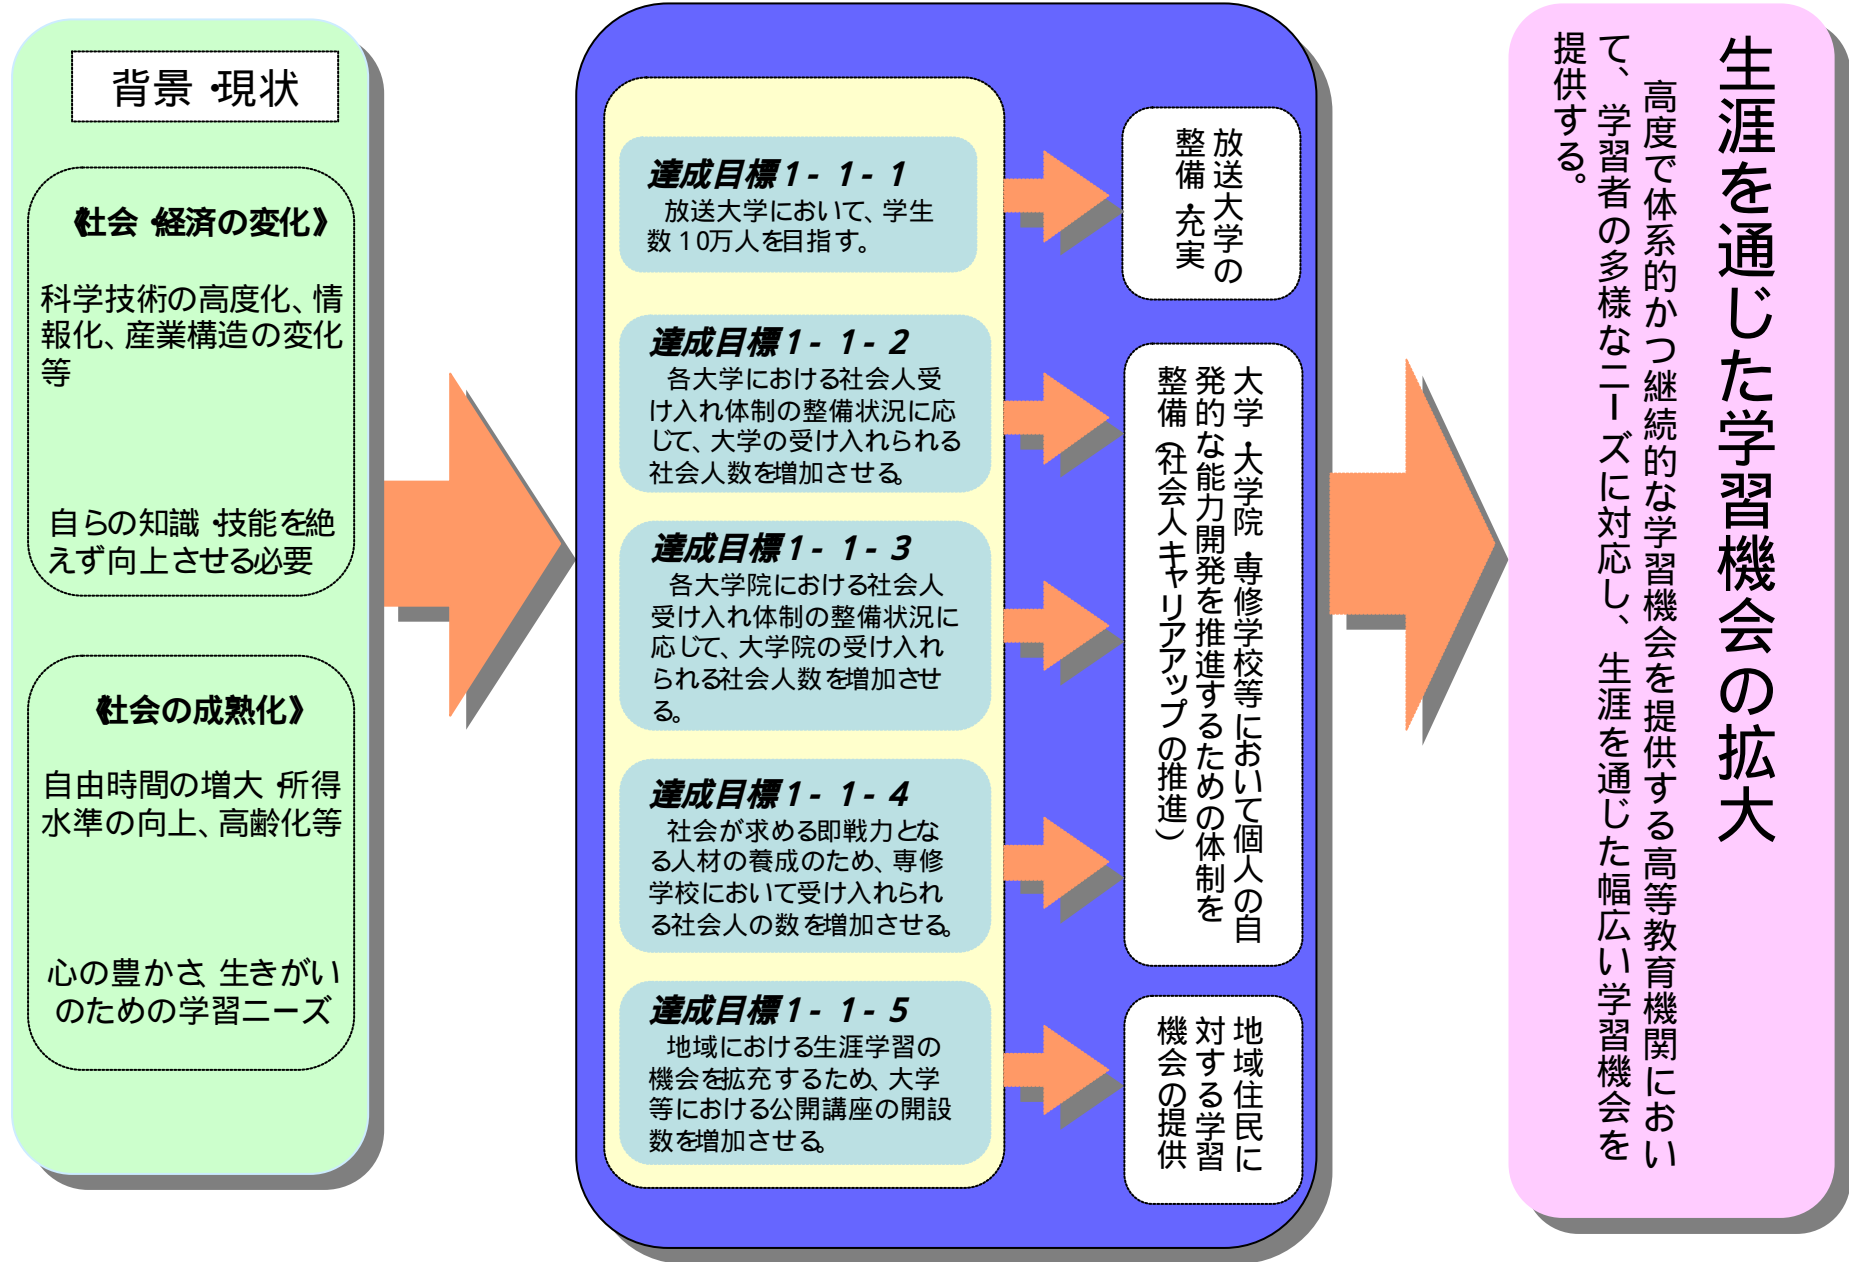 背景・現状
《社会・経済の変化》
科学技術の高度化、情
報化、産業構造の変化
等
自らの知識・技能を絶
えず向上させる必要
《社会の成熟化》
自由時間の増大・所得
水準の向上、高齢化等
心の豊かさ、生きがい
のための学習ニーズ
達成目標1-1-1
放送大学において、学生
数10万人を目指す。
達成目標1-1-2
各大学における社会人受
け入れ体制の整備状況に応
じて、大学の受け入れられる
社会人数を増加させる。
達成目標1-1-3
各大学院における社会人
受け入れ体制の整備状況に
応じて、大学院の受け入れ
られる社会人数を増加させ
る。
達成目標1-1-4
社会が求める即戦力とな
る人材の養成のため、専修
学校において受け入れられ
る社会人の数を増加させる。
達成目標1-1-5
地域における生涯学習の
機会を拡充するため、大学
等における公開講座の開設
数を増加させる。
放送大学の
整備・充実
大学・大学院・専修学校等において個人の自
発的な能力開発を推進するための体制を
整備（社会人キャリアアップの推進）
地域住民に
対する学習
機会の提供
生涯を通じた学習機会の拡大
高度で体系的かつ継続的な学習機会を提供する高等教育機関におい
て、学習者の多様なニーズに対応し、生涯を通じた幅広い学習機会を
提供する。